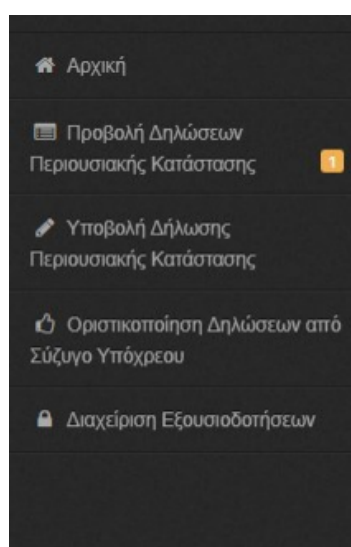 Αρχική
Προβολή Δηλώσεων
Περιουσιακής Κατάστασης 1
Υποβολή Δήλωσης
Περιουσιακής Κατάστασης
Οριστικοποίηση Δηλώσεων από
Σύζυγο Υπόχρεου
Διαχείριση Εξουσιοδοτήσεων